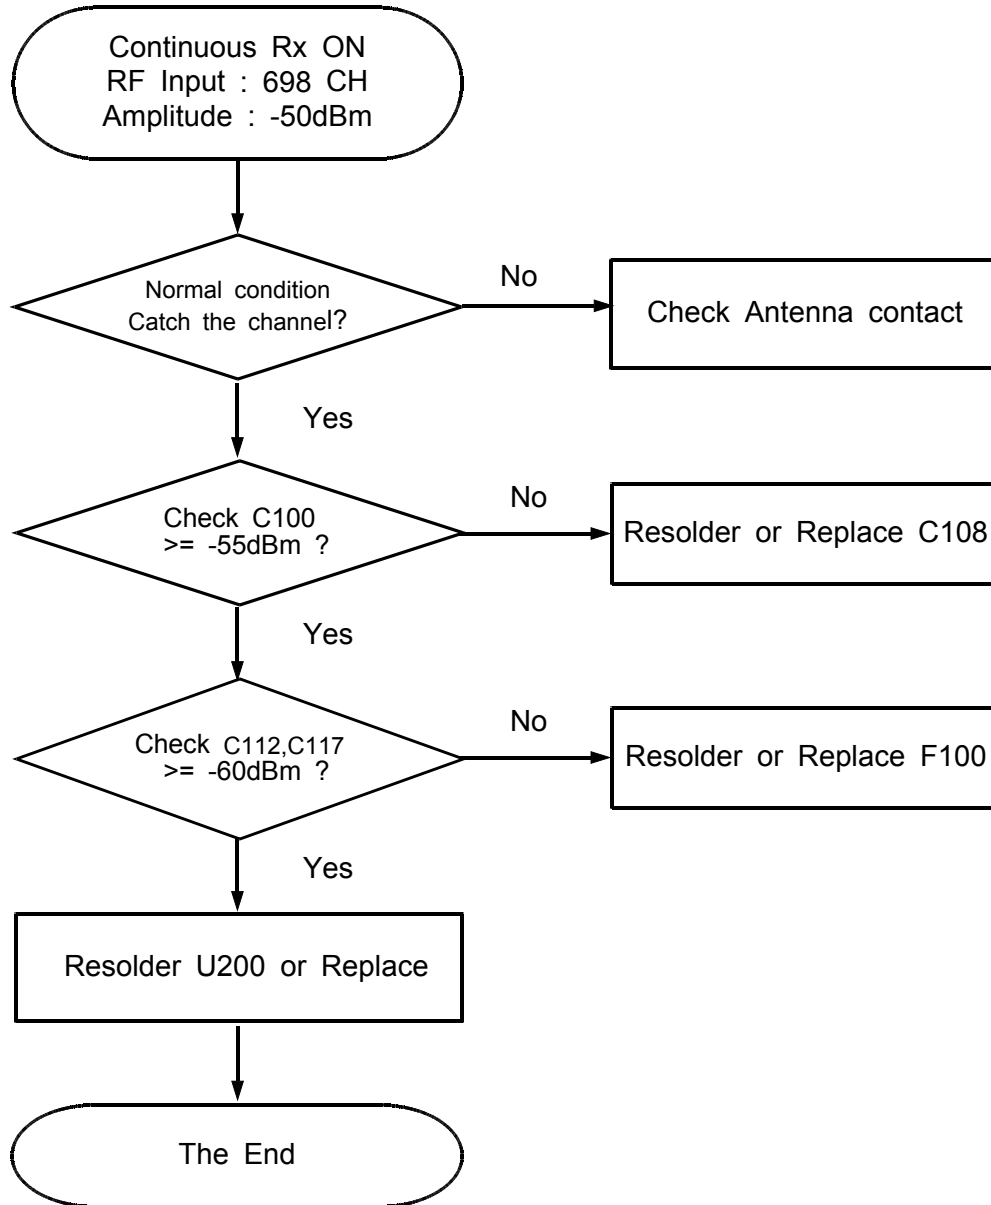 Continuous Rx ON
RF Input : 698 CH
Amplitude : -50dBm
Normal condition
Catch the channel?
No
Check Antenna contact
Yes
Check C100
>= -55dBm ?
No
Resolder or Replace C108
Yes
Check C112,C117
>= -60dBm ?
No
Resolder or Replace F100
Yes
Resolder U200 or Replace
The End